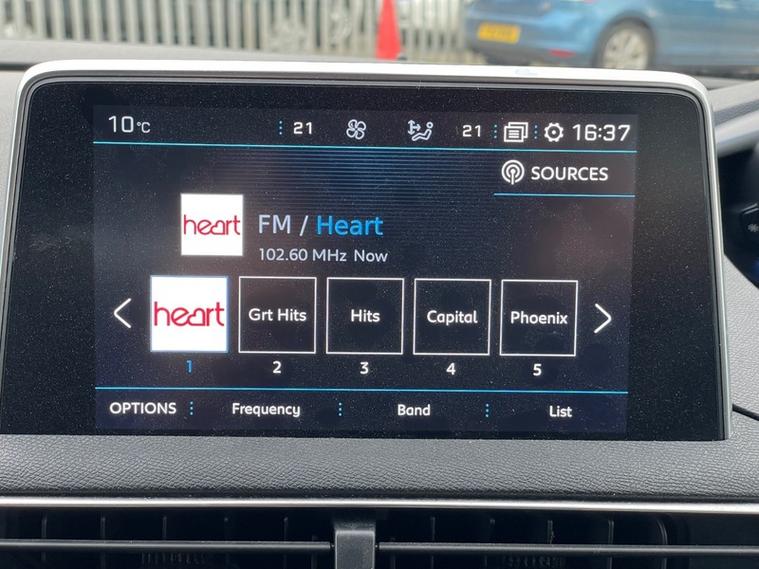 10°C 21 21 16:37
SOURCES
heart
FM / Heart
102.60 MHz Now
heart Grt Hits Hits Capital Phoenix
1 2 3 4 5
OPTIONS Frequency Band List